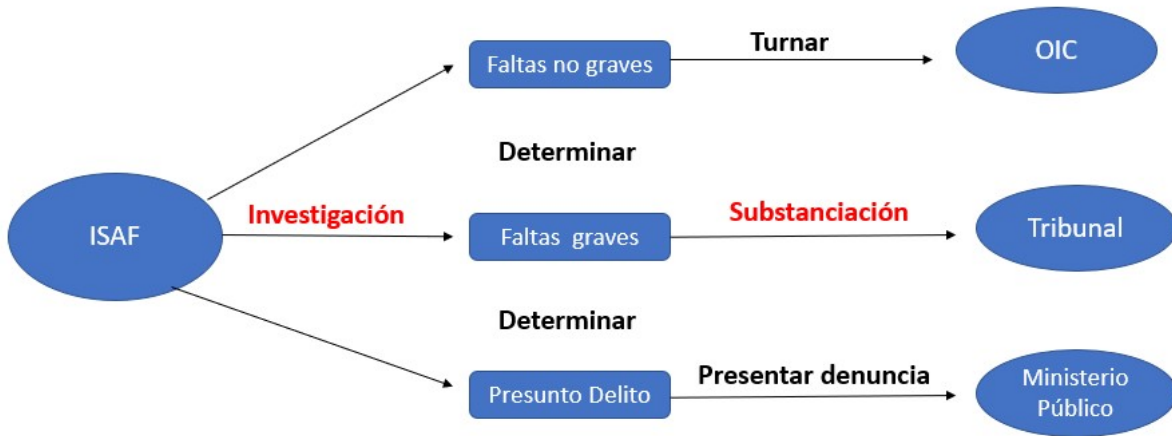 Faltas no graves
Turnar
OIC
Determinar
ISAF
Investigación
Faltas  graves
Substanciación
Tribunal
Determinar
Presunto Delito
Presentar denuncia
Ministerio
Público